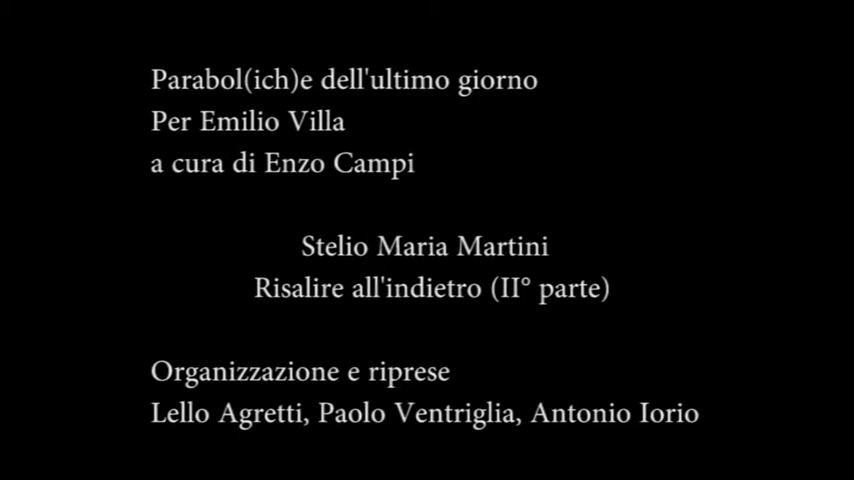 Parabol(ich)e dell'ultimo giorno
Per Emilio Villa
a cura di Enzo Campi
Stelio Maria Martini
Risalire all'indietro (II° parte)
Organizzazione e riprese
Lello Agretti, Paolo Ventriglia, Antonio Iorio